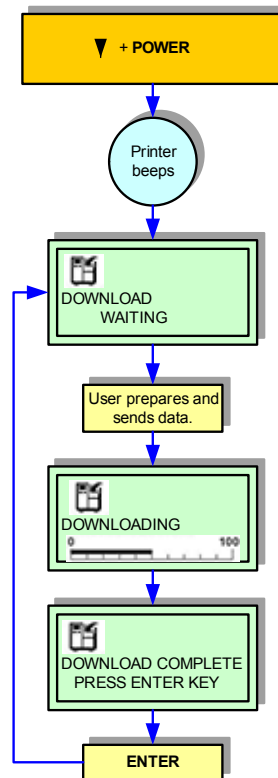 ▼ + POWER
Printer
beeps
DOWNLOAD
WAITING
User prepares and
sends data.
DOWNLOADING
0 100
DOWNLOAD COMPLETE
PRESS ENTER KEY
ENTER